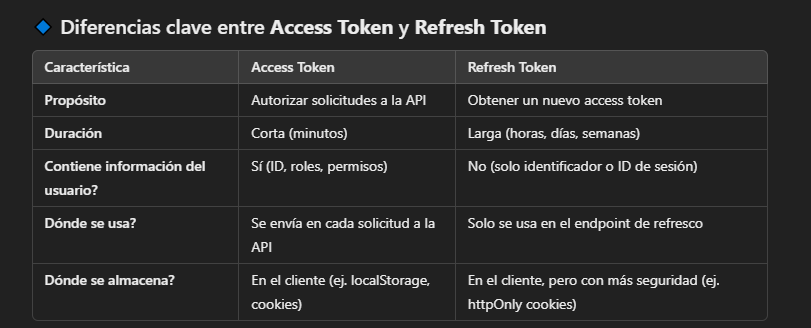 Diferencias clave entre Access Token y Refresh Token
Característica Access Token Refresh Token
Propósito Autorizar solicitudes a la API Obtener un nuevo access token
Duración Corta (minutos) Larga (horas, días, semanas)
Contiene información del usuario? Sí (ID, roles, permisos) No (solo identificador o ID de sesión)
Dónde se usa? Se envía en cada solicitud a la API Solo se usa en el endpoint de refresco
Dónde se almacena? En el cliente (ej. localStorage, cookies) En el cliente, pero con más seguridad (ej. httpOnly cookies)